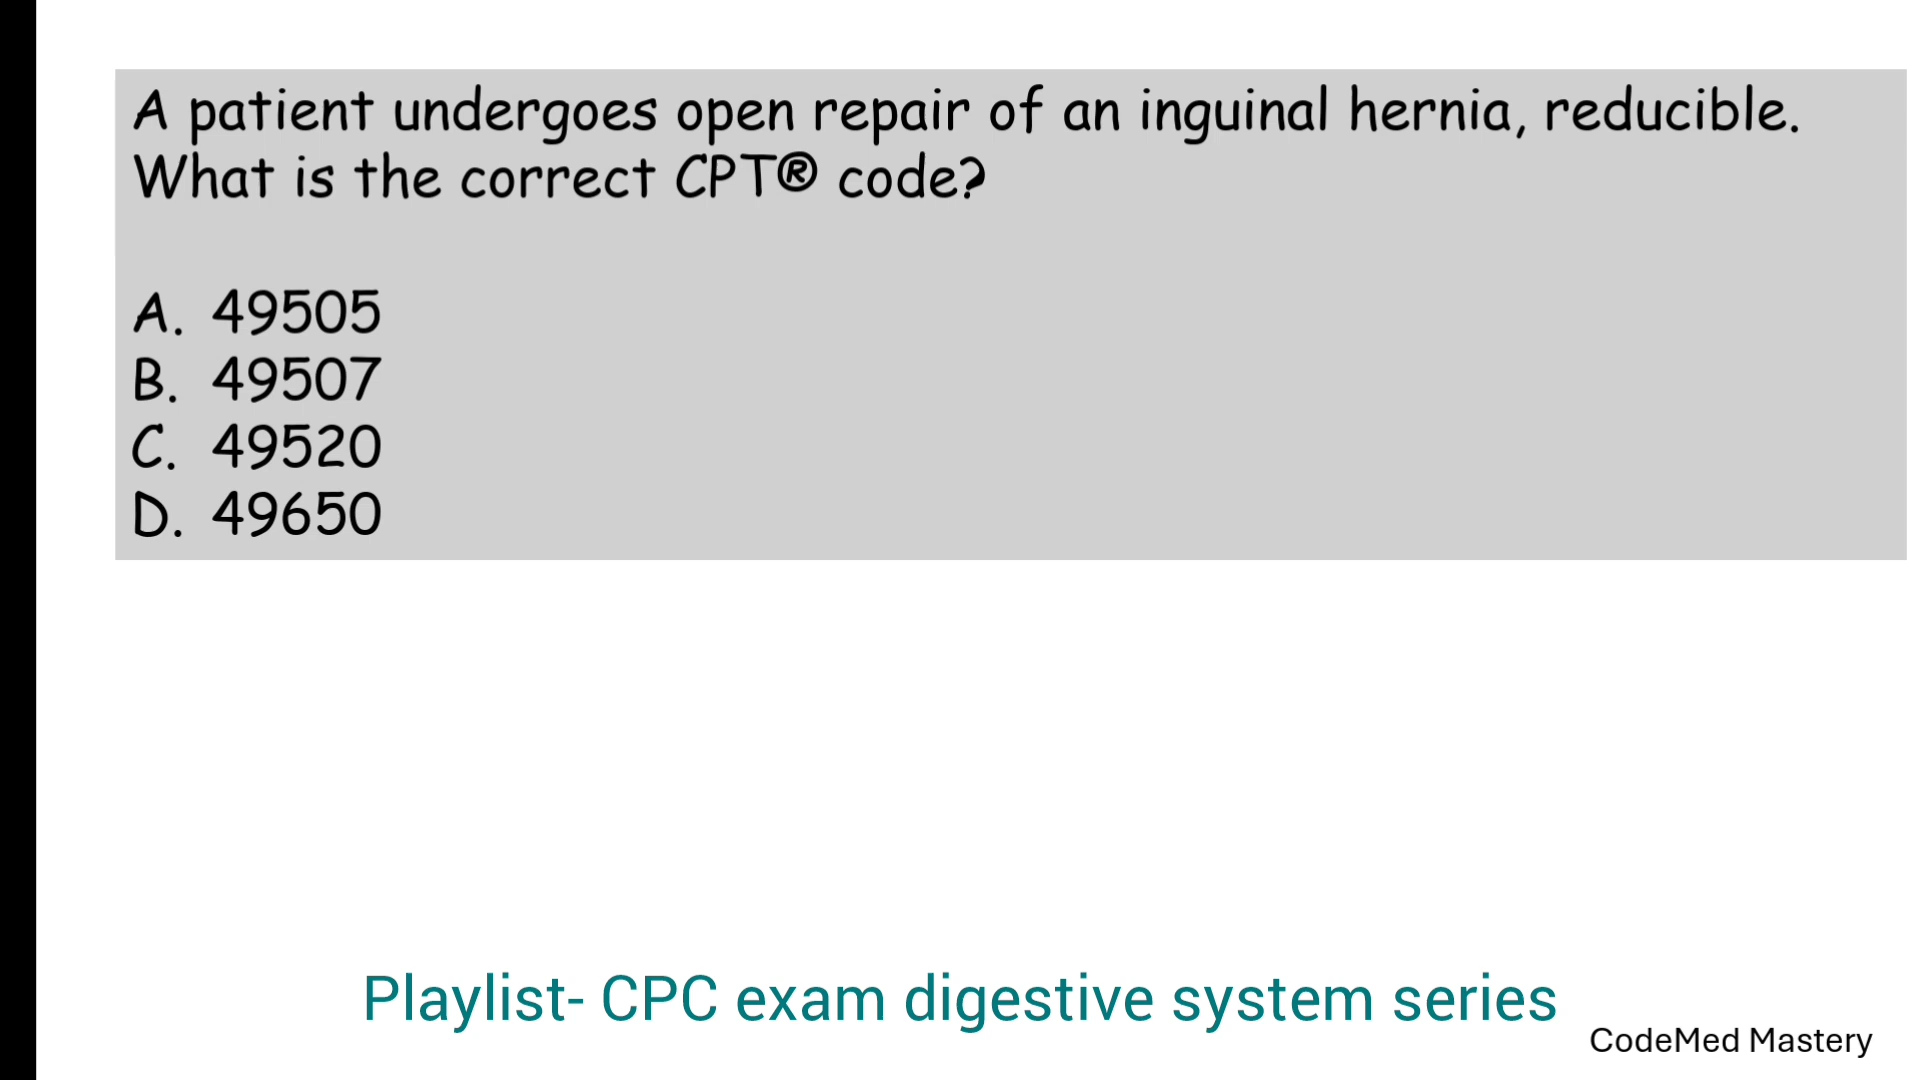 A patient undergoes open repair of an inguinal hernia, reducible.
What is the correct CPT® code?
A. 49505
B. 49507
C. 49520
D. 49650
Playlist- CPC exam digestive system series
CodeMed Mastery